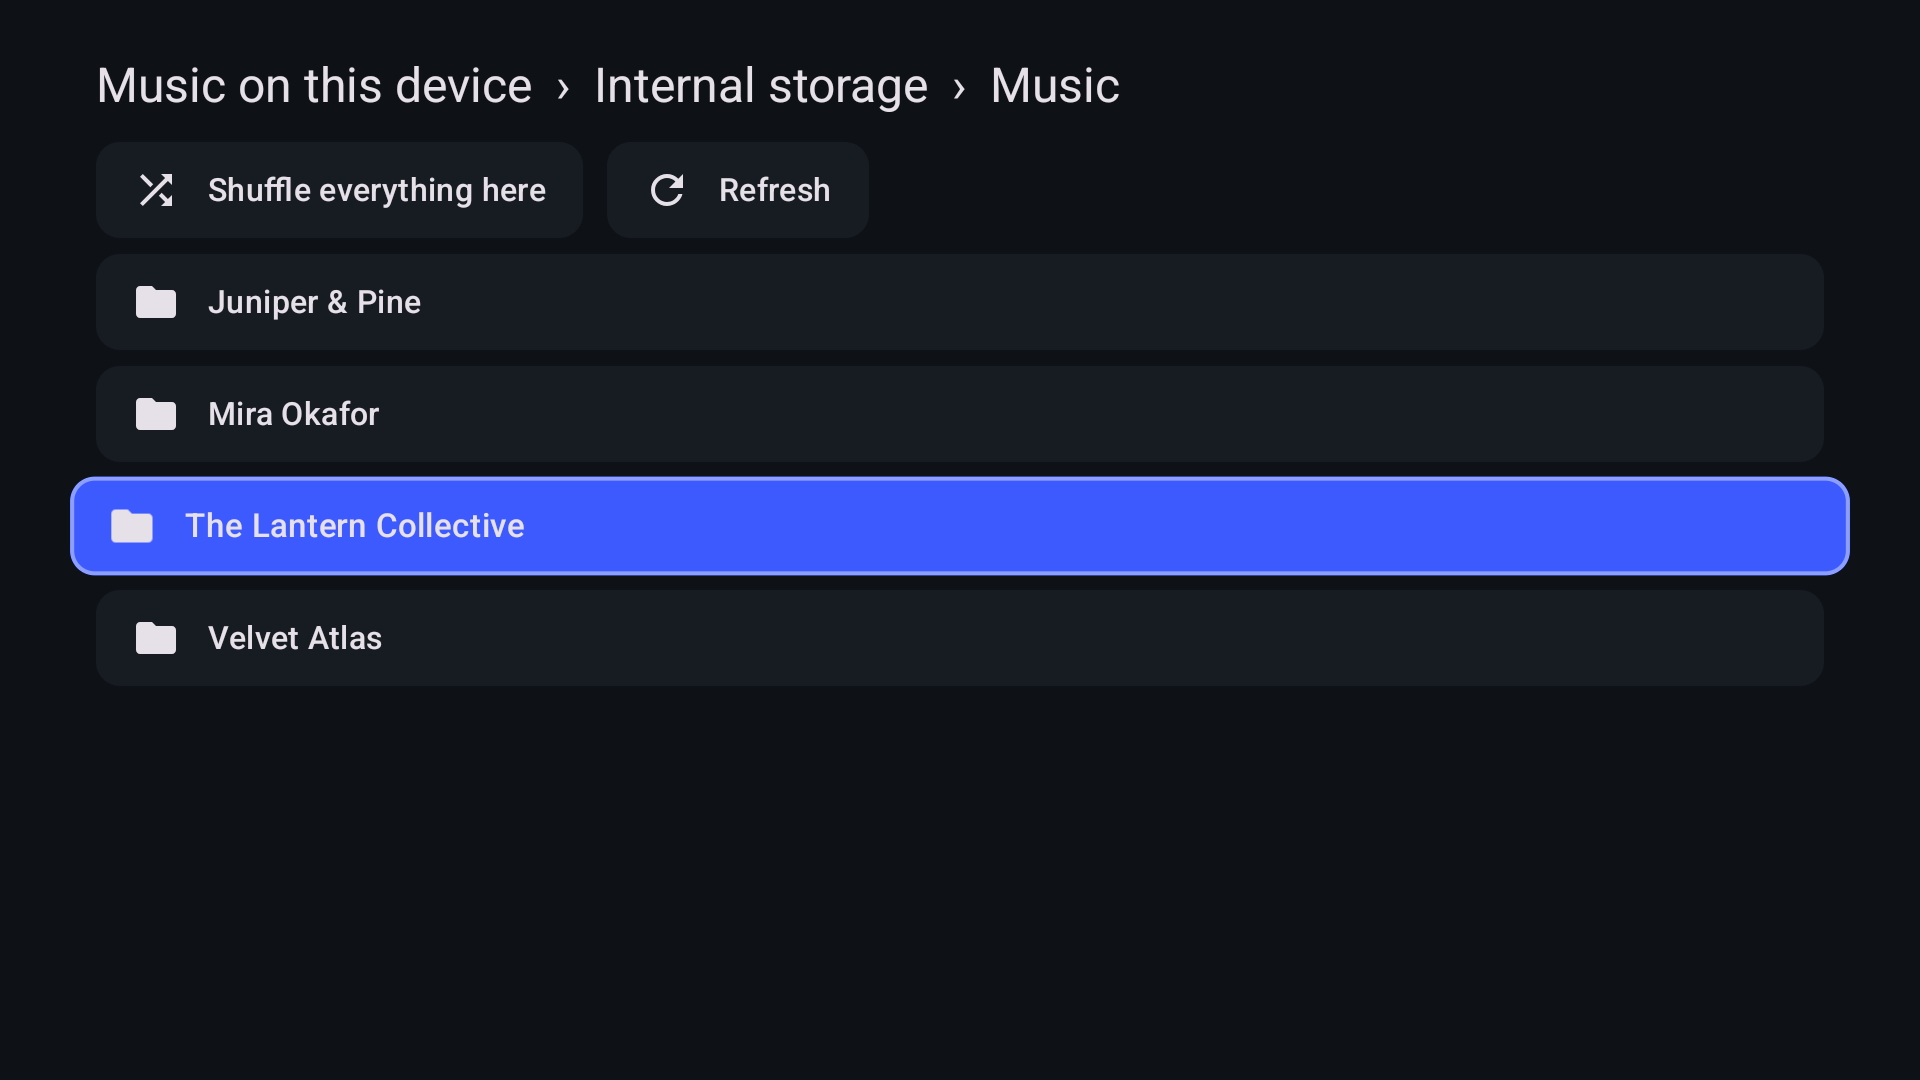 Music on this device › Internal storage › Music
Shuffle everything here
Refresh
Juniper & Pine
Mira Okafor
The Lantern Collective
Velvet Atlas